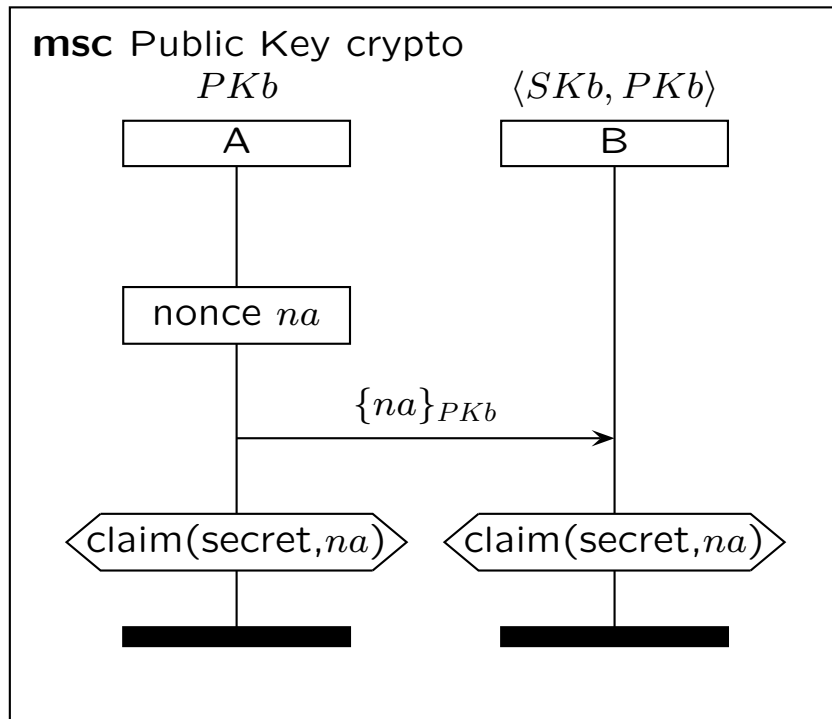 msc Public Key crypto
PKb
⟨SKb, PKb⟩
A
B
nonce na
{na}PKb
claim(secret,na)
claim(secret,na)